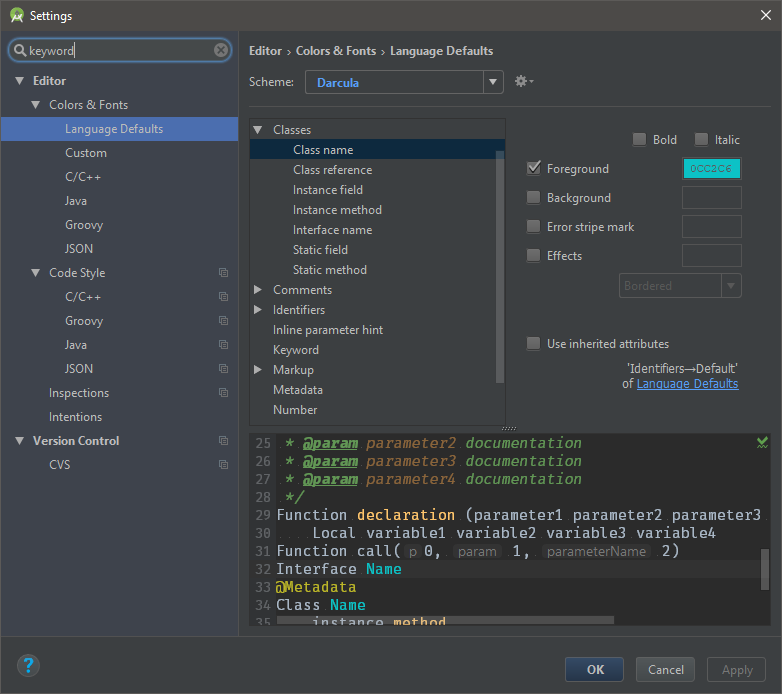 Settings
keyword
Editor
Colors & Fonts
Language Defaults
Custom
C/C++
Java
Groovy
JSON
Code Style
C/C++
Groovy
Java
JSON
Inspections
Intentions
Version Control
CVS
Editor › Colors & Fonts › Language Defaults
Scheme: Darcula
Classes
Class name
Class reference
Instance field
Instance method
Interface name
Static field
Static method
Comments
Identifiers
Inline parameter hint
Keyword
Markup
Metadata
Number
Bold Italic
Foreground 0CC2C6
Background
Error stripe mark
Effects
Bordered
Use inherited attributes
'Identifiers→Default'
of Language Defaults
25 * @param parameter2 documentation
26 * @param parameter3 documentation
27 * @param parameter4 documentation
28 */
29 Function declaration (parameter1 parameter2 parameter3
30 Local variable1 variable2 variable3 variable4
31 Function call( p 0, param 1, parameterName 2)
32 Interface Name
33 @Metadata
34 Class Name
35 instance method
? OK Cancel Apply